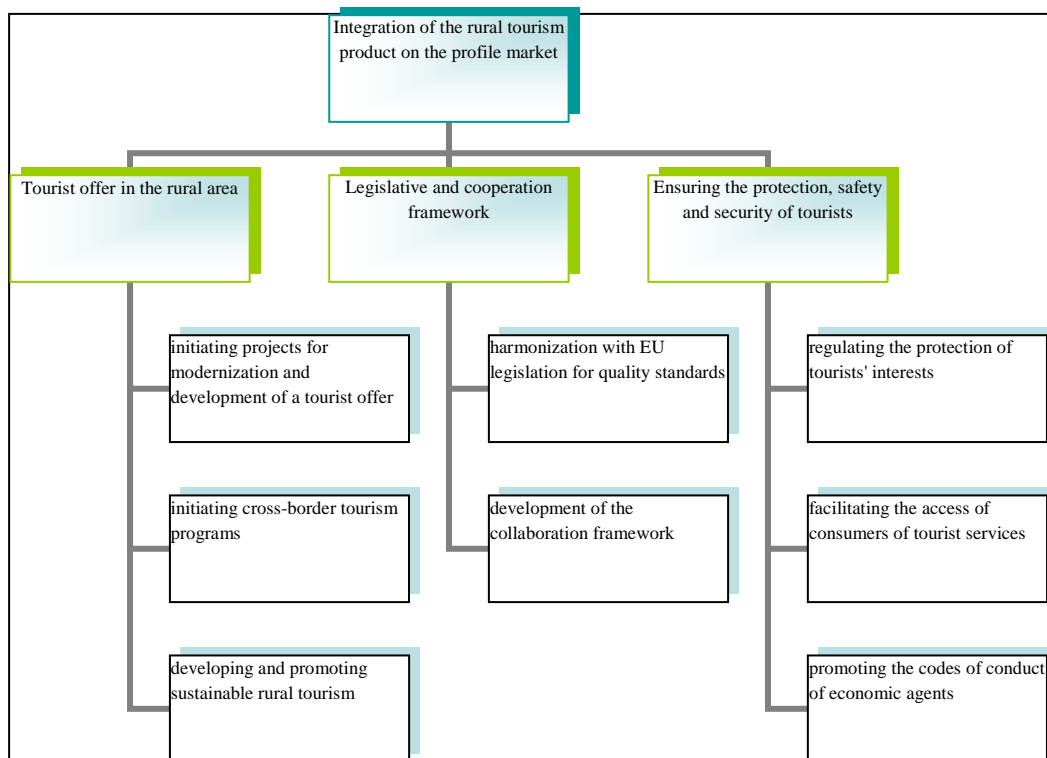 Integration of the rural tourism
product on the profile market
Tourist offer in the rural area
Legislative and cooperation
framework
Ensuring the protection, safety
and security of tourists
initiating projects for
modernization and
development of a tourist offer
harmonization with EU
legislation for quality standards
regulating the protection of
tourists' interests
initiating cross-border tourism
programs
development of the
collaboration framework
facilitating the access of
consumers of tourist services
developing and promoting
sustainable rural tourism
promoting the codes of conduct
of economic agents